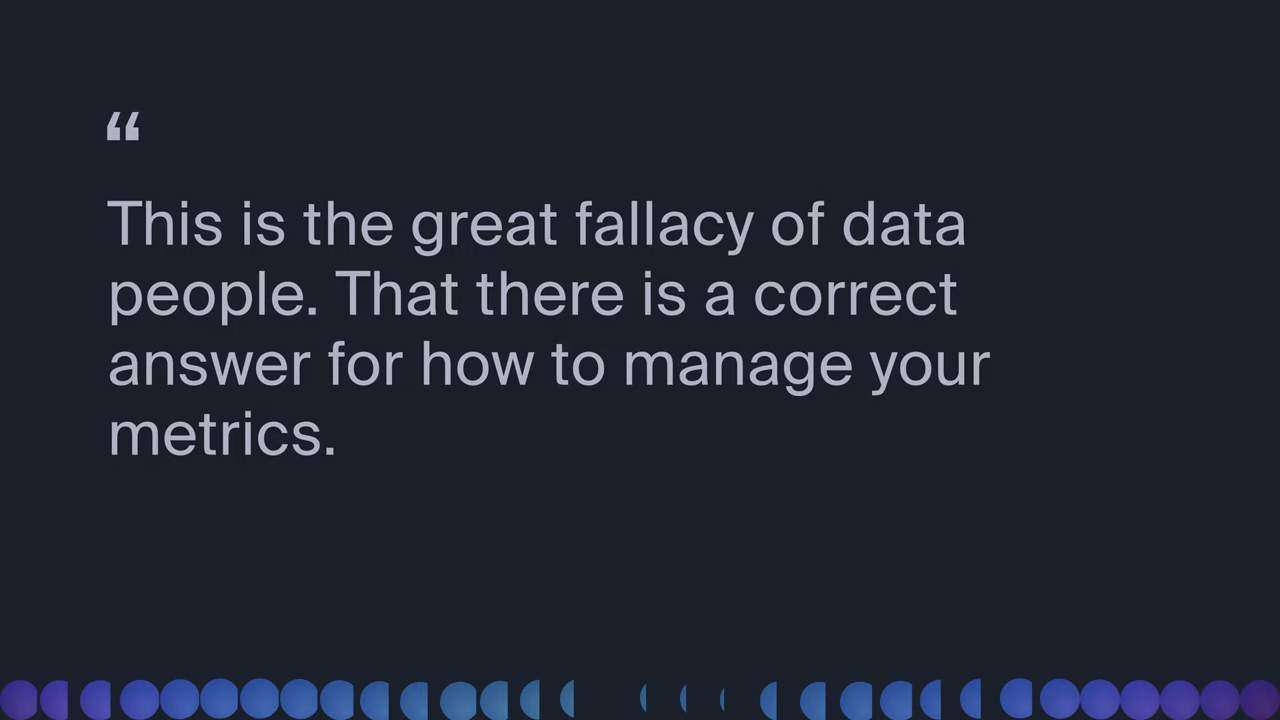 “
This is the great fallacy of data
people. That there is a correct
answer for how to manage your
metrics.